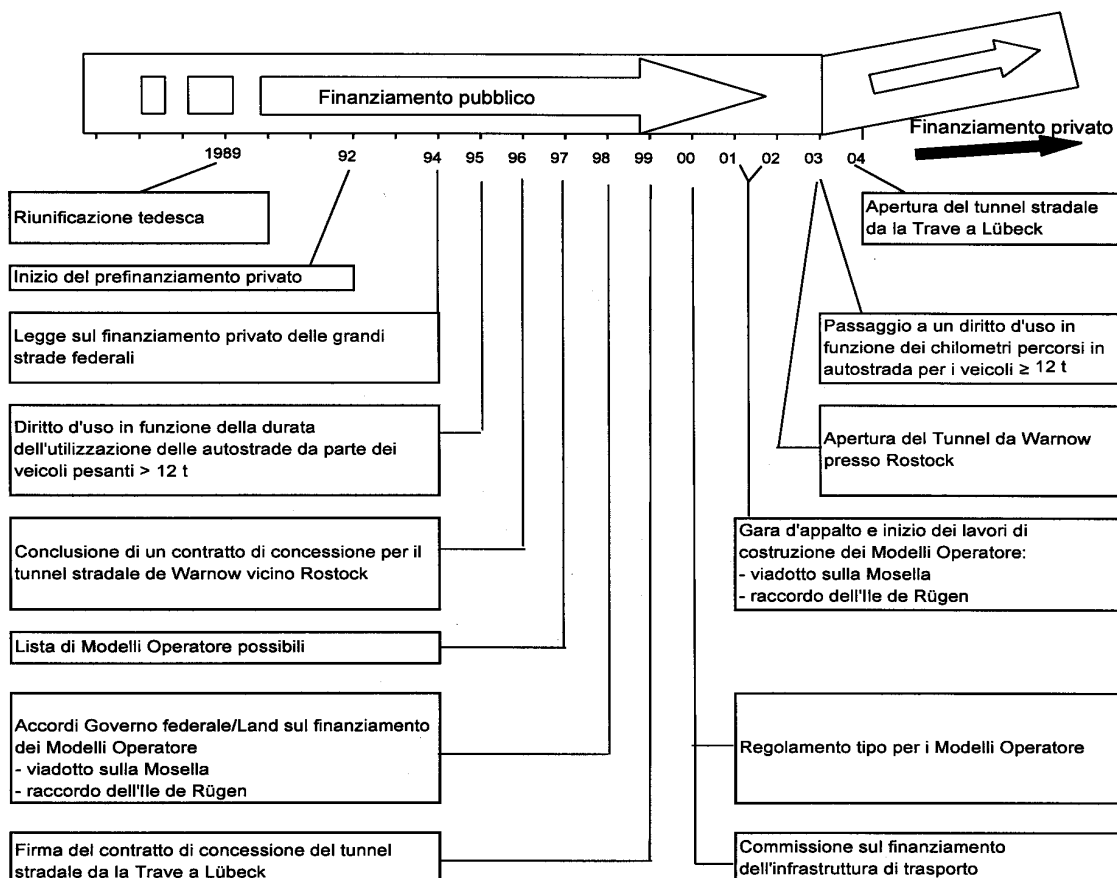 Finanziamento pubblico
Finanziamento privato
1989 92 94 95 96 97 98 99 00 01 02 03 04
Riunificazione tedesca
Inizio del prefinanziamento privato
Legge sul finanziamento privato delle grandi
strade federali
Diritto d'uso in funzione della durata
dell'utilizzazione delle autostrade da parte dei
veicoli pesanti > 12 t
Conclusione di un contratto di concessione per il
tunnel stradale de Warnow vicino Rostock
Lista di Modelli Operatore possibili
Accordi Governo federale/Land sul finanziamento
dei Modelli Operatore
- viadotto sulla Mosella
- raccordo dell'Ile de Rügen
Firma del contratto di concessione del tunnel
stradale da la Trave a Lübeck
Apertura del tunnel stradale
da la Trave a Lübeck
Passaggio a un diritto d'uso in
funzione dei chilometri percorsi in
autostrada per i veicoli ≥ 12 t
Apertura del Tunnel da Warnow
presso Rostock
Gara d'appalto e inizio dei lavori di
costruzione dei Modelli Operatore:
- viadotto sulla Mosella
- raccordo dell'Ile de Rügen
Regolamento tipo per i Modelli Operatore
Commissione sul finanziamento
dell'infrastruttura di trasporto